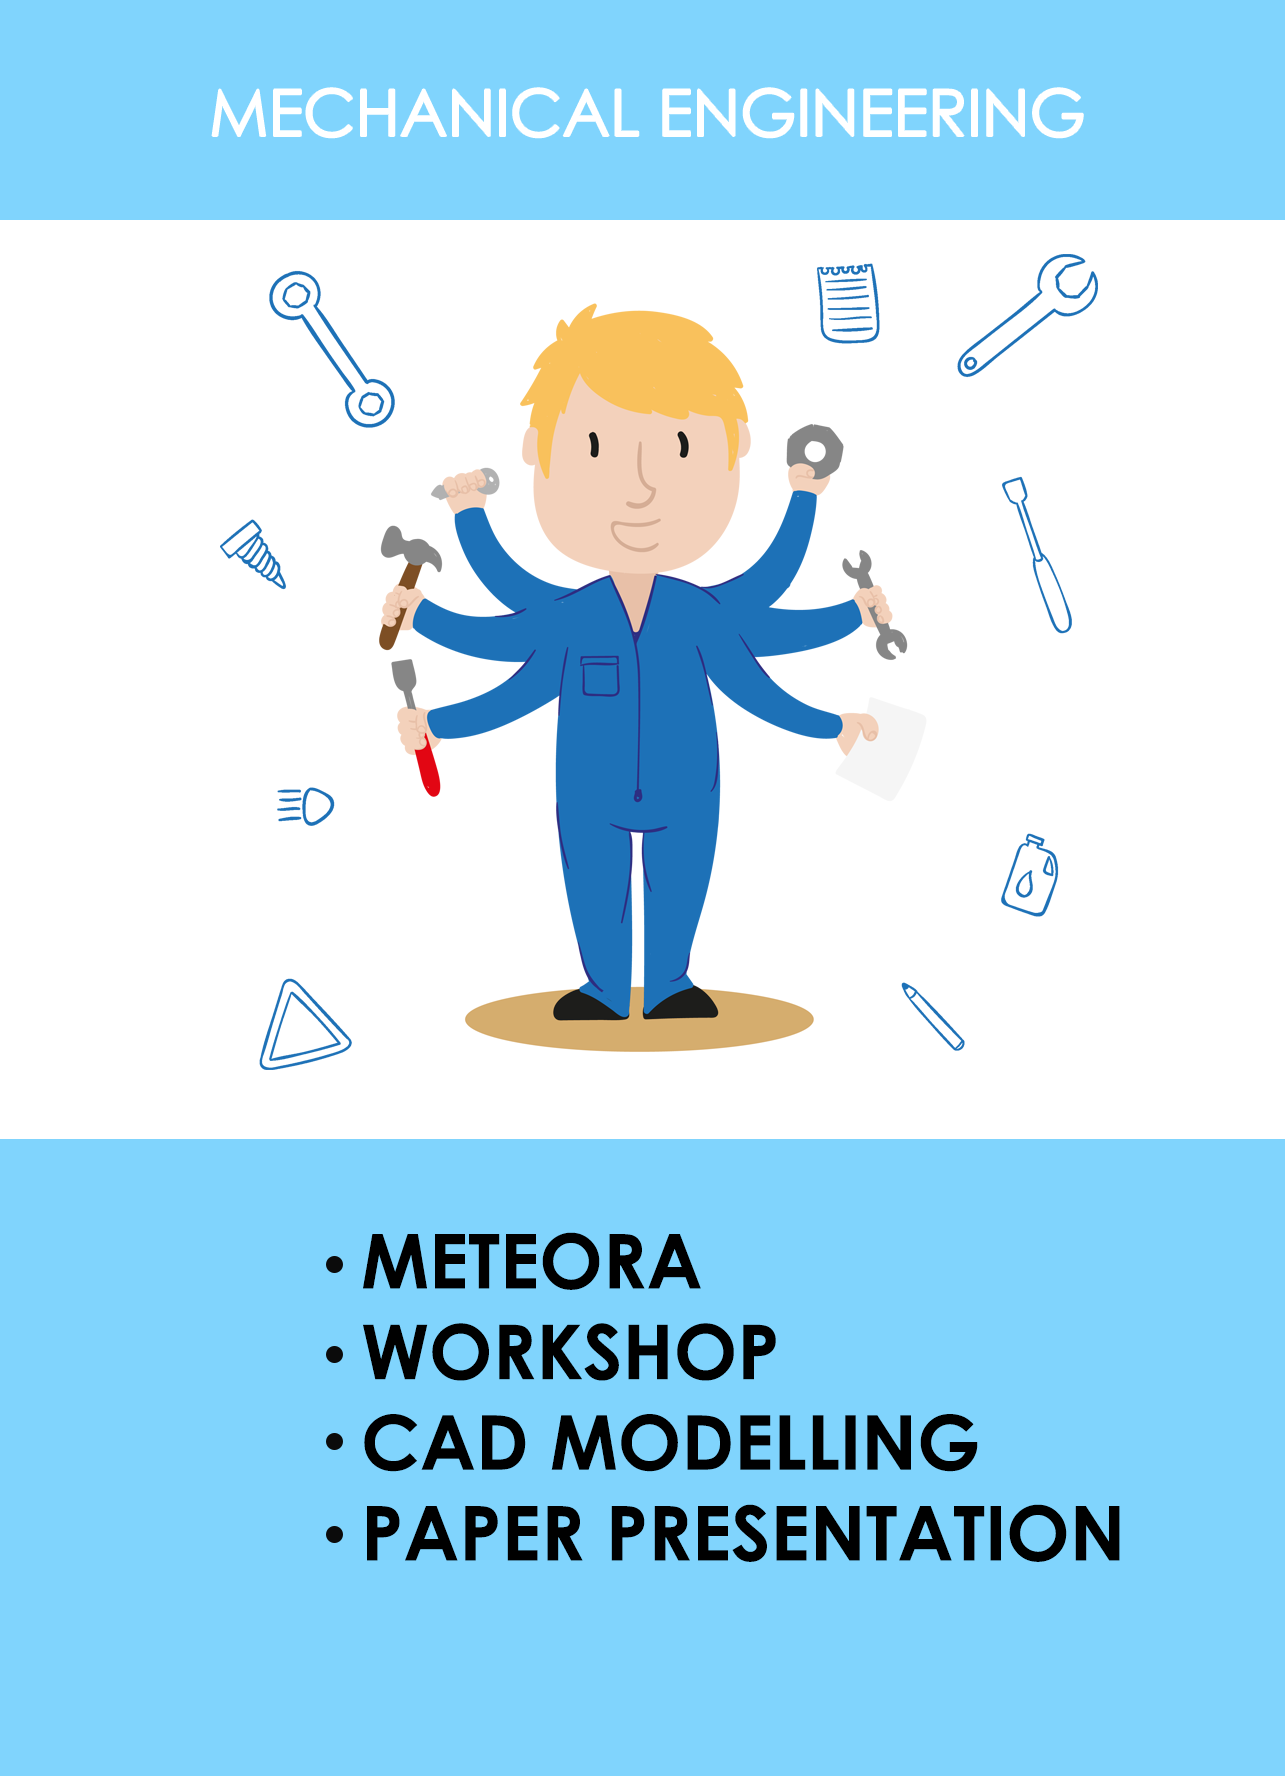 MECHANICAL ENGINEERING
• METEORA
• WORKSHOP
• CAD MODELLING
• PAPER PRESENTATION